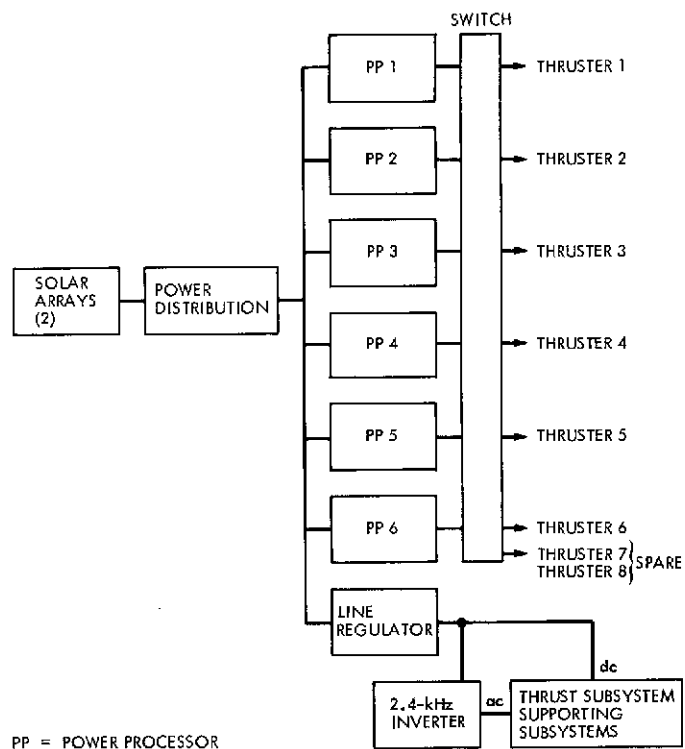 SWITCH
PP 1
THRUSTER 1
PP 2
THRUSTER 2
PP 3
THRUSTER 3
SOLAR
ARRAYS
(2)
POWER
DISTRIBUTION
PP 4
THRUSTER 4
PP 5
THRUSTER 5
PP 6
THRUSTER 6
THRUSTER 7
THRUSTER 8
SPARE
LINE
REGULATOR
dc
2.4-kHz
INVERTER
ac
THRUST SUBSYSTEM
SUPPORTING
SUBSYSTEMS
PP = POWER PROCESSOR